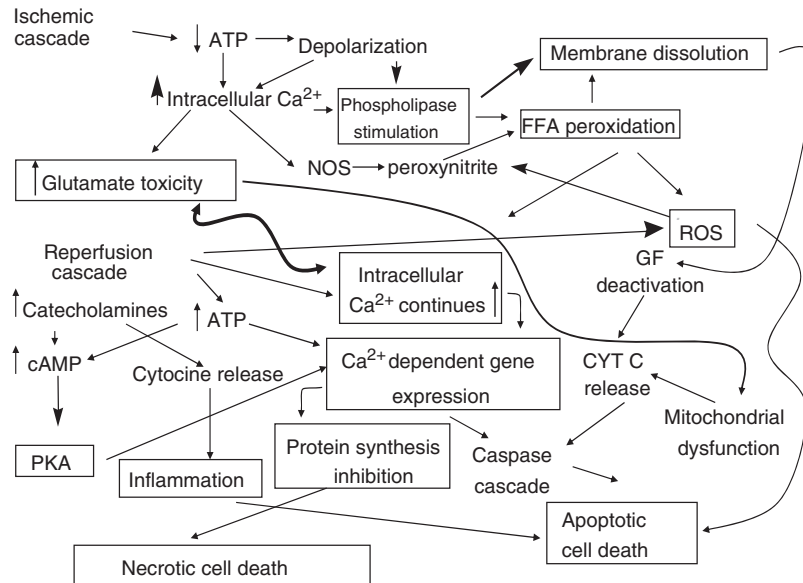 Ischemic
cascade
ATP
Depolarization
Membrane dissolution
Intracellular Ca²⁺
Phospholipase
stimulation
FFA peroxidation
NOS
peroxynitrite
Glutamate toxicity
ROS
Reperfusion
cascade
GF
deactivation
Intracellular
Ca²⁺ continues
Catecholamines
ATP
cAMP
Cytocine release
Ca²⁺ dependent gene
expression
CYT C
release
Mitochondrial
dysfunction
PKA
Inflammation
Protein synthesis
inhibition
Caspase
cascade
Apoptotic
cell death
Necrotic cell death